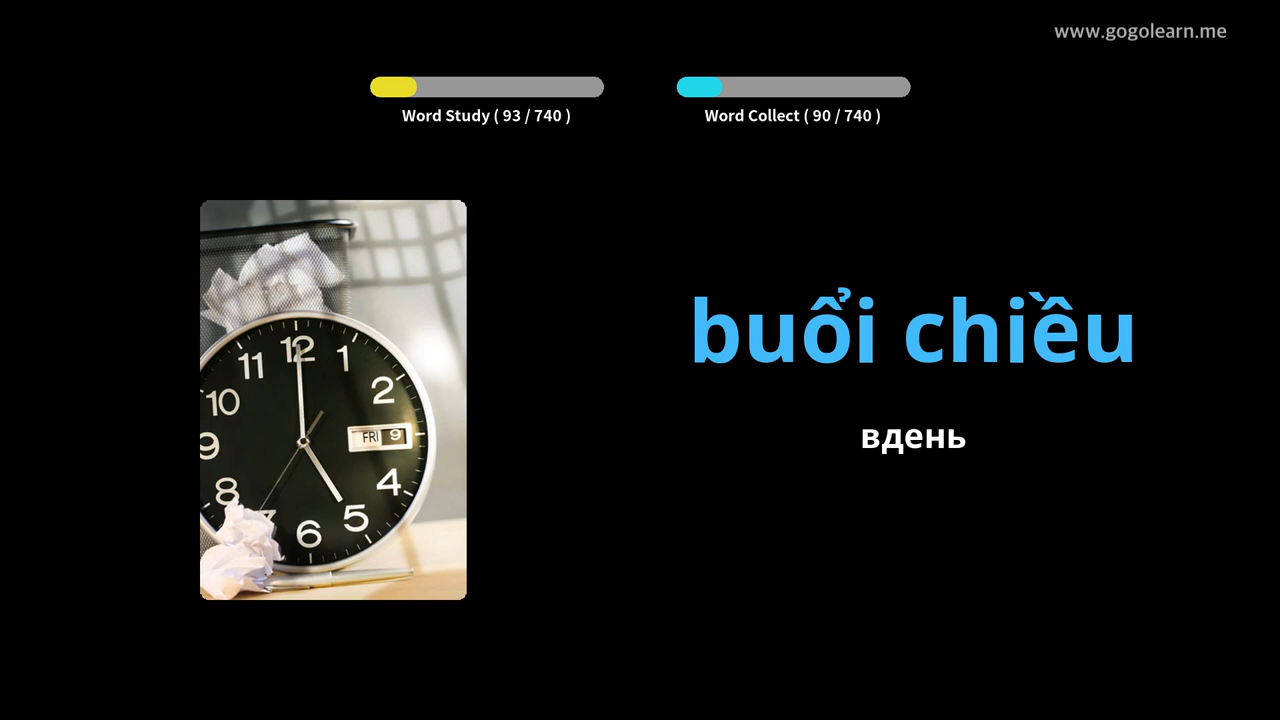 www.gogolearn.me
Word Study ( 93 / 740 )
Word Collect ( 90 / 740 )
12
11
1
10
2
9
FRI 9
8
4
7
5
6
buổi chiều
вдень